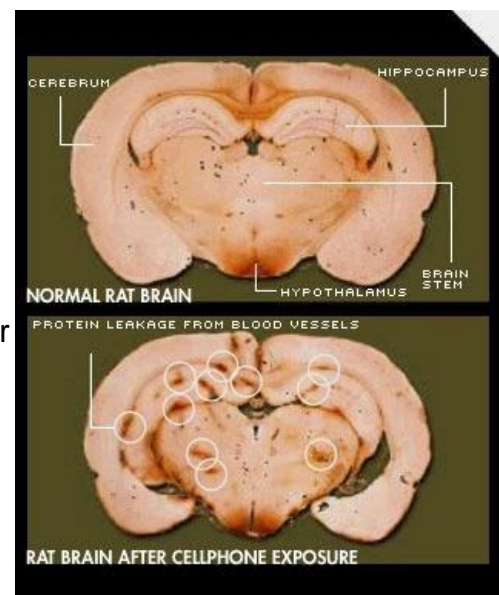 CEREBRUM
HIPPOCAMPUS
BRAIN
STEM
HYPOTHALAMUS
NORMAL RAT BRAIN
r
PROTEIN LEAKAGE FROM BLOOD VESSELS
RAT BRAIN AFTER CELLPHONE EXPOSURE